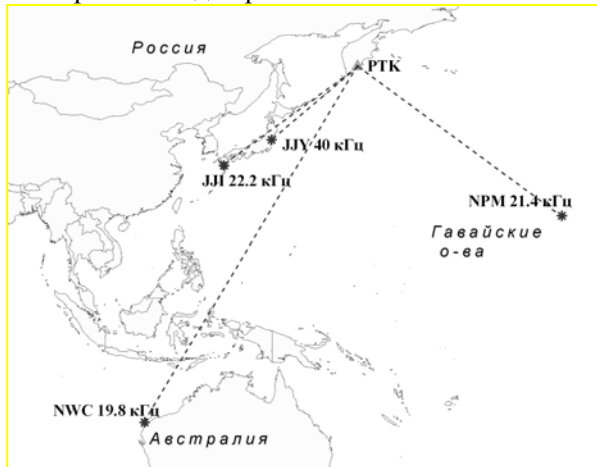 Россия
РТК
JJY 40 кГц
JJI 22.2 кГц
NPM 21.4 кГц
Гавайские
о-ва
NWC 19.8 кГц
Австралия